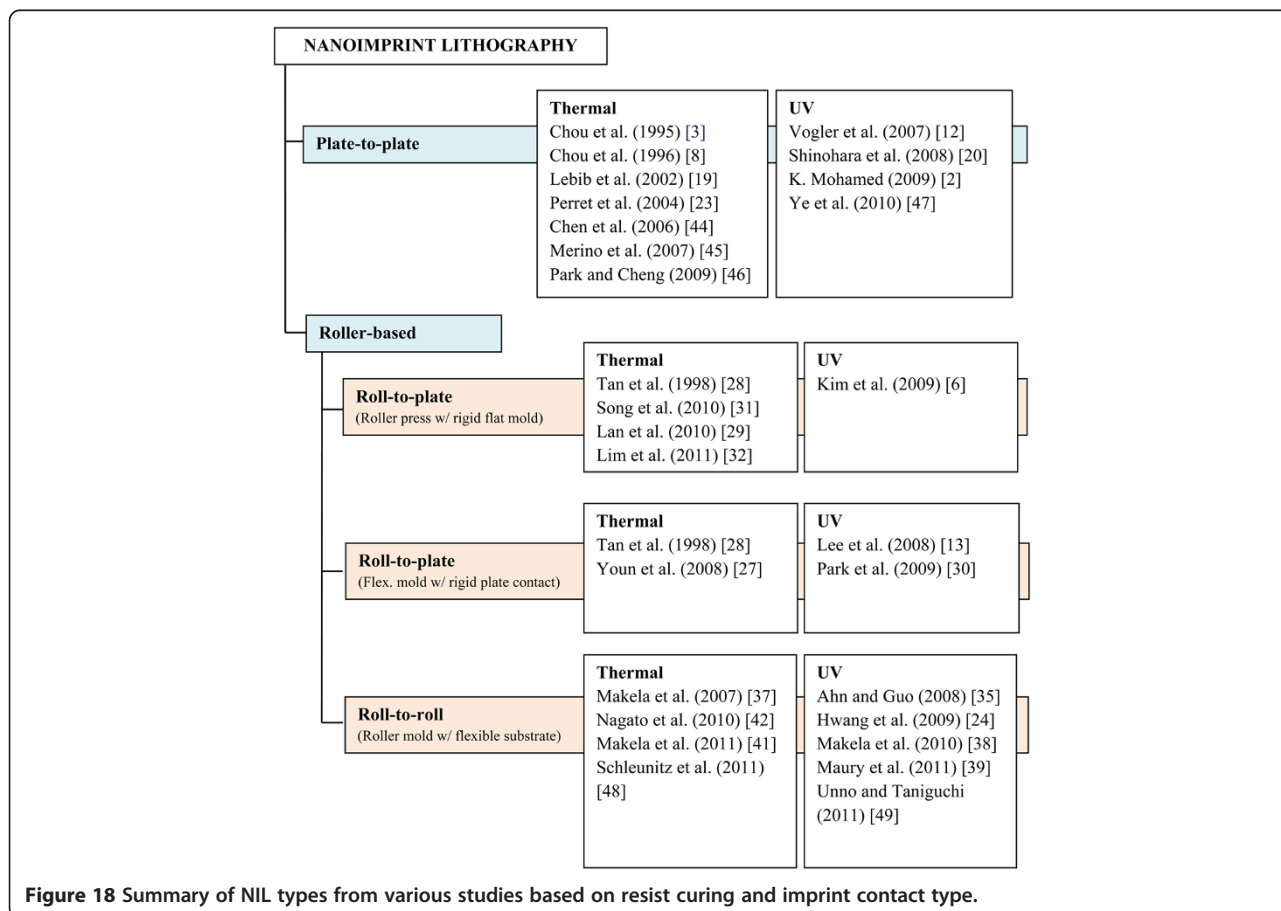 NANOIMPRINT LITHOGRAPHY
Plate-to-plate
Thermal
Chou et al. (1995) [3]
Chou et al. (1996) [8]
Lebib et al. (2002) [19]
Perret et al. (2004) [23]
Chen et al. (2006) [44]
Merino et al. (2007) [45]
Park and Cheng (2009) [46]
UV
Vogler et al. (2007) [12]
Shinohara et al. (2008) [20]
K. Mohamed (2009) [2]
Ye et al. (2010) [47]
Roller-based
Roll-to-plate
(Roller press w/ rigid flat mold)
Thermal
Tan et al. (1998) [28]
Song et al. (2010) [31]
Lan et al. (2010) [29]
Lim et al. (2011) [32]
UV
Kim et al. (2009) [6]
Roll-to-plate
(Flex. mold w/ rigid plate contact)
Thermal
Tan et al. (1998) [28]
Youn et al. (2008) [27]
UV
Lee et al. (2008) [13]
Park et al. (2009) [30]
Roll-to-roll
(Roller mold w/ flexible substrate)
Thermal
Makela et al. (2007) [37]
Nagato et al. (2010) [42]
Makela et al. (2011) [41]
Schleunitz et al. (2011)
[48]
UV
Ahn and Guo (2008) [35]
Hwang et al. (2009) [24]
Makela et al. (2010) [38]
Maury et al. (2011) [39]
Unno and Taniguchi
(2011) [49]
Figure 18 Summary of NIL types from various studies based on resist curing and imprint contact type.